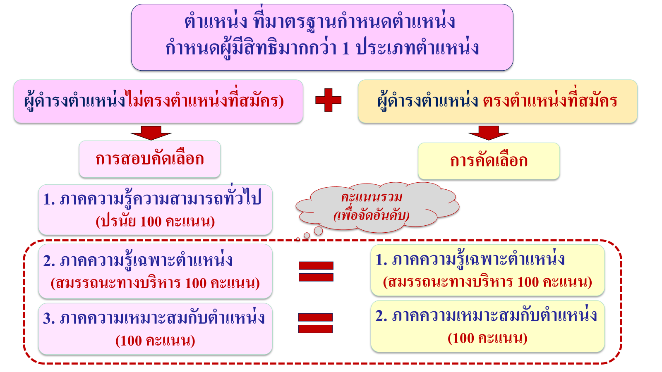 ตำแหน่ง ที่มาตรฐานกำหนดตำแหน่ง
กำหนดผู้มีสิทธิมากกว่า 1 ประเภทตำแหน่ง
ผู้ดำรงตำแหน่งไม่ตรงตำแหน่งที่สมัคร)
ผู้ดำรงตำแหน่ง ตรงตำแหน่งที่สมัคร
การสอบคัดเลือก
การคัดเลือก
1. ภาคความรู้ความสามารถทั่วไป
(ปรนัย 100 คะแนน)
คะแนนรวม
(เพื่อจัดอันดับ)
2. ภาคความรู้เฉพาะตำแหน่ง
(สมรรถนะทางบริหาร 100 คะแนน)
1. ภาคความรู้เฉพาะตำแหน่ง
(สมรรถนะทางบริหาร 100 คะแนน)
3. ภาคความเหมาะสมกับตำแหน่ง
(100 คะแนน)
2. ภาคความเหมาะสมกับตำแหน่ง
(100 คะแนน)